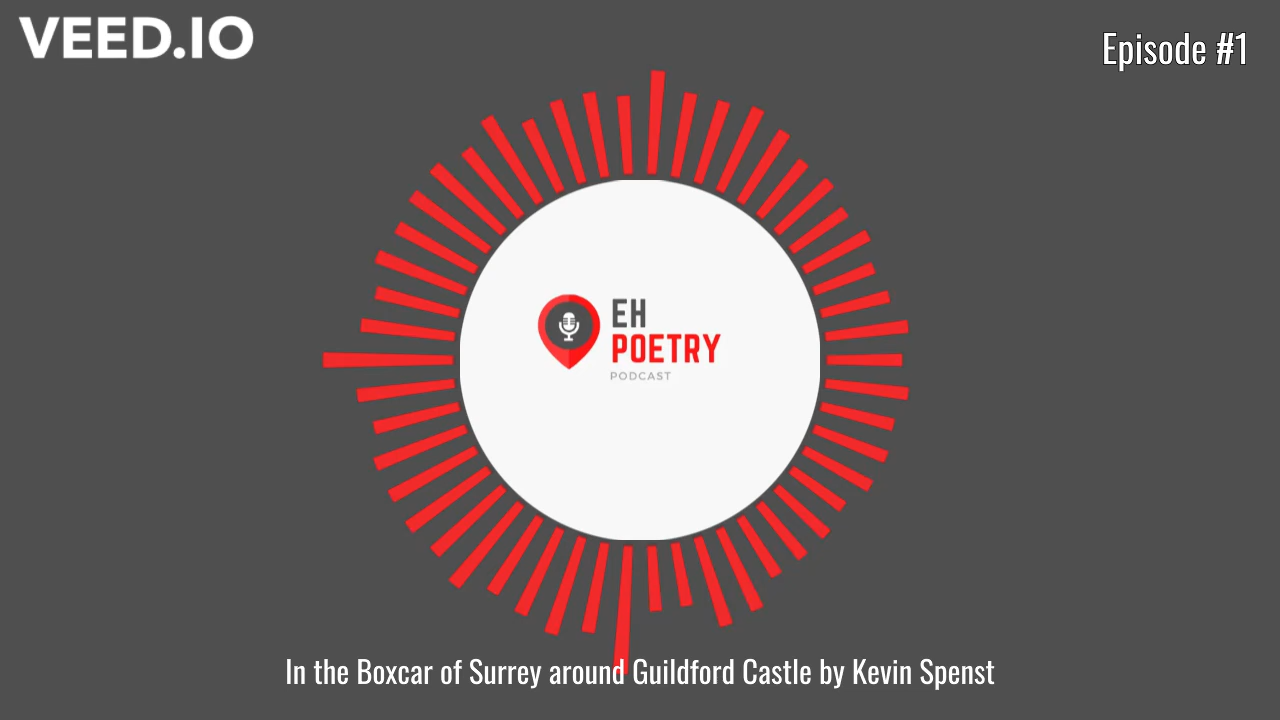 VEED.IO
Episode #1
EH
POETRY
PODCAST
In the Boxcar of Surrey around Guildford Castle by Kevin Spenst